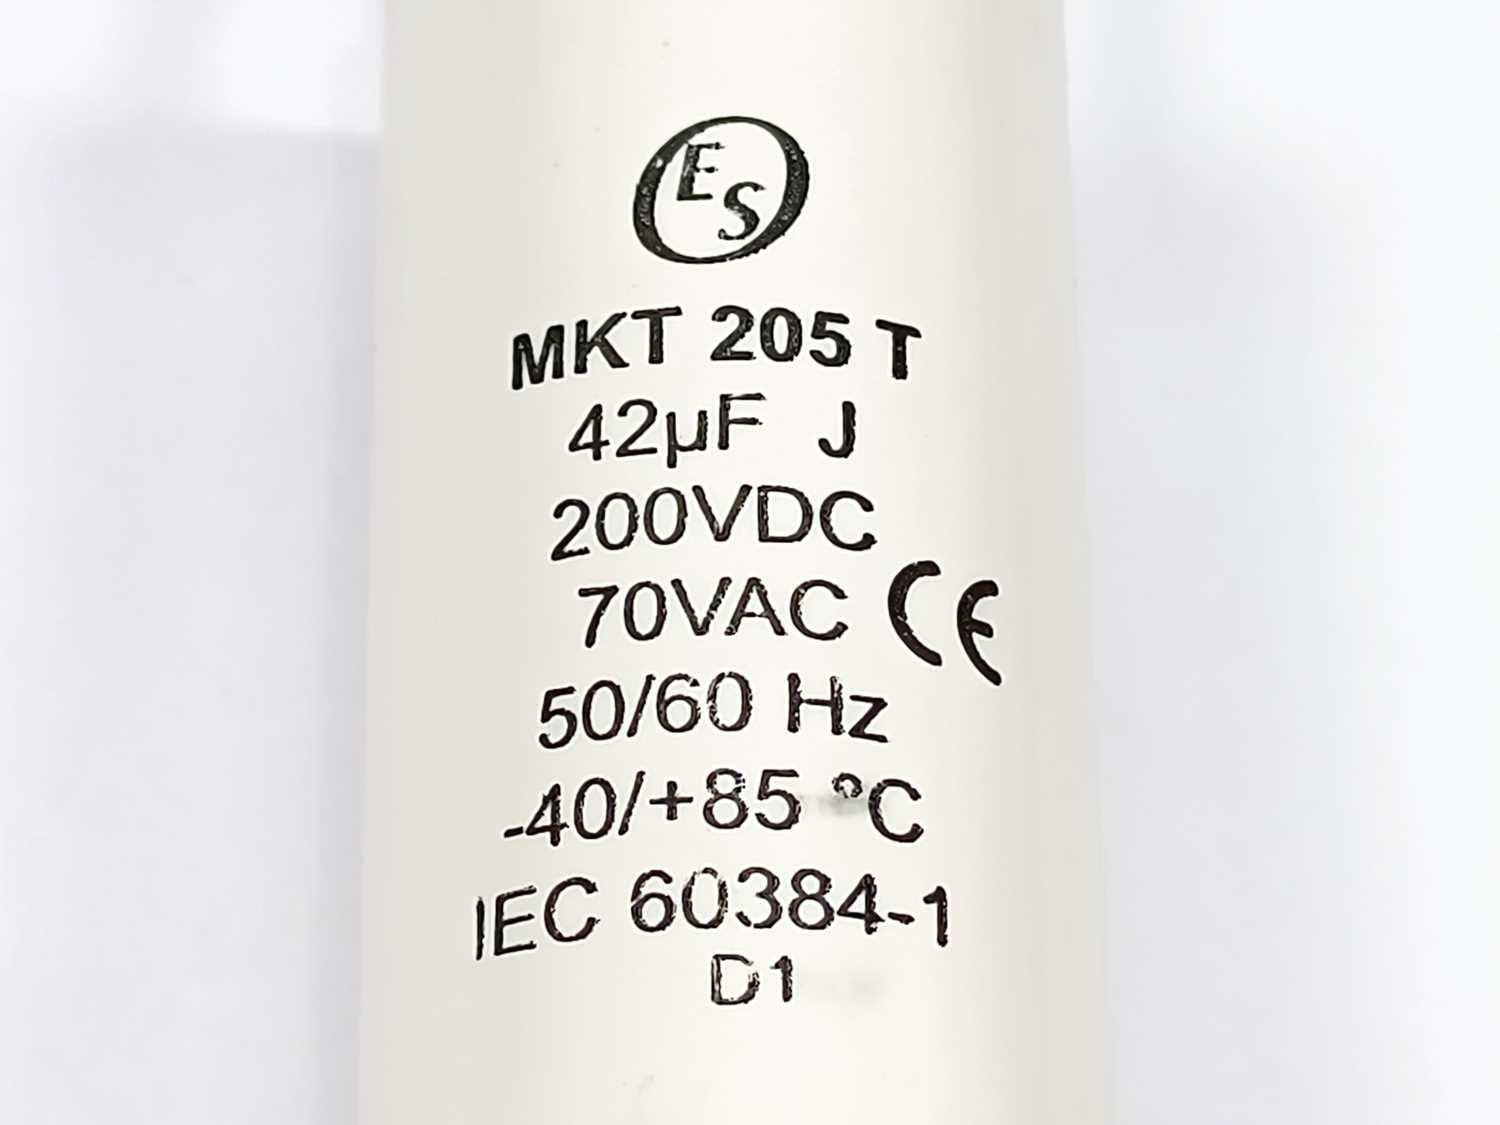 ES
MKT 205 T
42µF J
200VDC
70VAC CE
50/60 Hz
-40/+85 °C
IEC 60384-1
D1